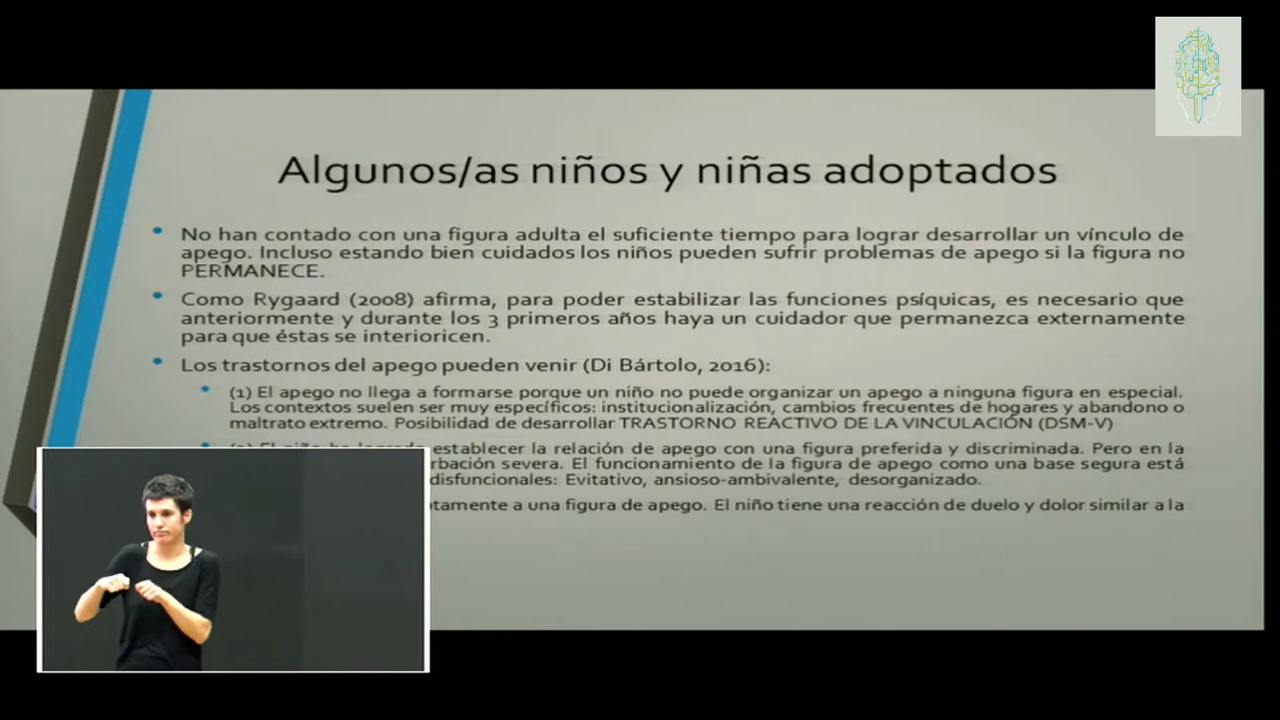 Algunos/as niños y niñas adoptados
No han contado con una figura adulta el suficiente tiempo para lograr desarrollar un vínculo de
apego. Incluso estando bien cuidados los niños pueden sufrir problemas de apego si la figura no
PERMANECE.
Como Rygaard (2008) afirma, para poder estabilizar las funciones psíquicas, es necesario que
anteriormente y durante los 3 primeros años haya un cuidador que permanezca externamente
para que éstas se interioricen.
Los trastornos del apego pueden venir (Di Bártolo, 2016):
(1) El apego no llega a formarse porque un niño no puede organizar un apego a ninguna figura en especial.
Los contextos suelen ser muy específicos: institucionalización, cambios frecuentes de hogares y abandono o
maltrato extremo. Posibilidad de desarrollar TRASTORNO REACTIVO DE LA VINCULACIÓN (DSM-V)
establecer la relación de apego con una figura preferida y discriminada. Pero en la
severa. El funcionamiento de la figura de apego como una base segura está
disfuncionales: Evitativo, ansioso-ambivalente, desorganizado.
a una figura de apego. El niño tiene una reacción de duelo y dolor similar a la